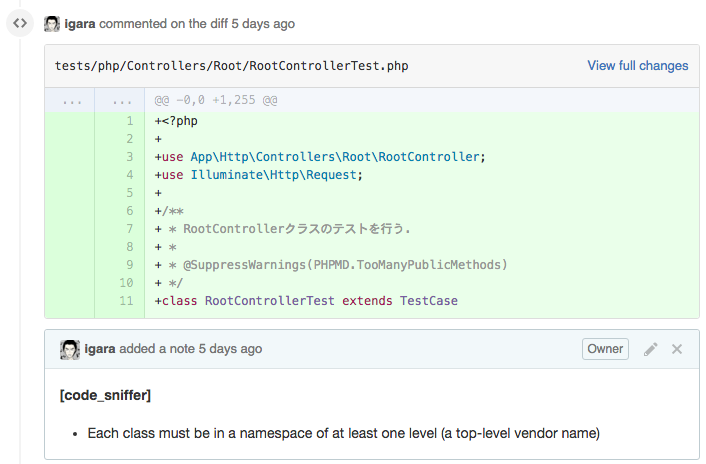 <> igara commented on the diff 5 days ago
tests/php/Controllers/Root/RootControllerTest.php View full changes
... ... @@ -0,0 +1,255 @@
1 +<?php
2 +
3 +use App\Http\Controllers\Root\RootController;
4 +use Illuminate\Http\Request;
5 +
6 +/**
7 + * RootControllerクラスのテストを行う.
8 + *
9 + * @SuppressWarnings(PHPMD.TooManyPublicMethods)
10 + */
11 +class RootControllerTest extends TestCase
igara added a note 5 days ago Owner
[code_sniffer]
• Each class must be in a namespace of at least one level (a top-level vendor name)